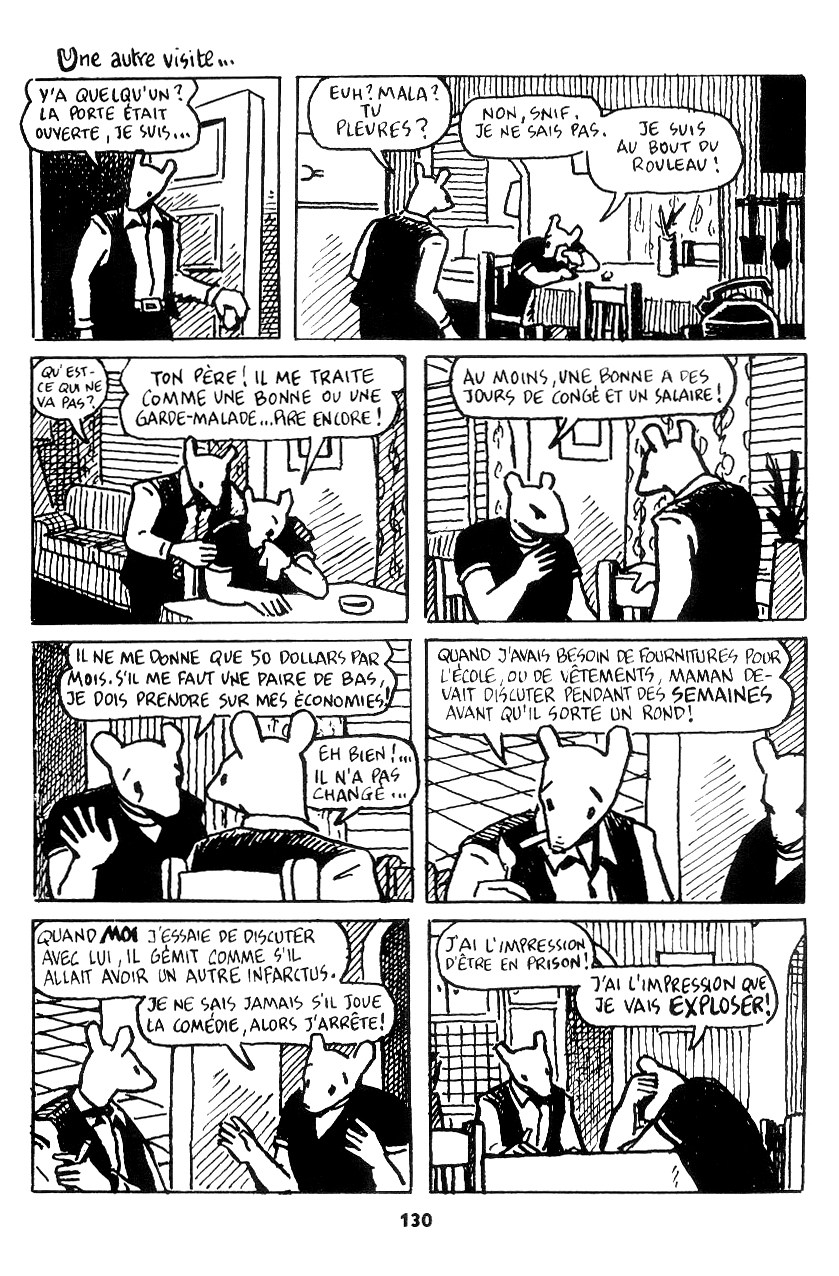 Une autre visite...
Y'A QUELQU'UN?
LA PORTE ÉTAIT
OUVERTE, JE SUIS...
EUH? MALA?
TU
PLEURES?
NON, SNIF.
JE NE SAIS PAS.
JE SUIS
AU BOUT DU
ROULEAU!
QU'EST-
CE QUI NE
VA PAS?
TON PÈRE! IL ME TRAITE
COMME UNE BONNE OU UNE
GARDE-MALADE...PIRE ENCORE!
AU MOINS, UNE BONNE A DES
JOURS DE CONGÉ ET UN SALAIRE!
IL NE ME DONNE QUE 50 DOLLARS PAR
MOIS. S'IL ME FAUT UNE PAIRE DE BAS,
JE DOIS PRENDRE SUR MES ÉCONOMIES!
EH BIEN!...
IL N'A PAS
CHANGÉ...
QUAND J'AVAIS BESOIN DE FOURNITURES POUR
L'ÉCOLE, OU DE VÊTEMENTS, MAMAN DE-
VAIT DISCUTER PENDANT DES SEMAINES
AVANT QU'IL SORTE UN ROND!
QUAND MOI J'ESSAIE DE DISCUTER
AVEC LUI, IL GÉMIT COMME S'IL
ALLAIT AVOIR UN AUTRE INFARCTUS.
JE NE SAIS JAMAIS S'IL JOUE
LA COMÉDIE, ALORS J'ARRÊTE!
J'AI L'IMPRESSION
D'ÊTRE EN PRISON!
J'AI L'IMPRESSION QUE
JE VAIS EXPLOSER!
130